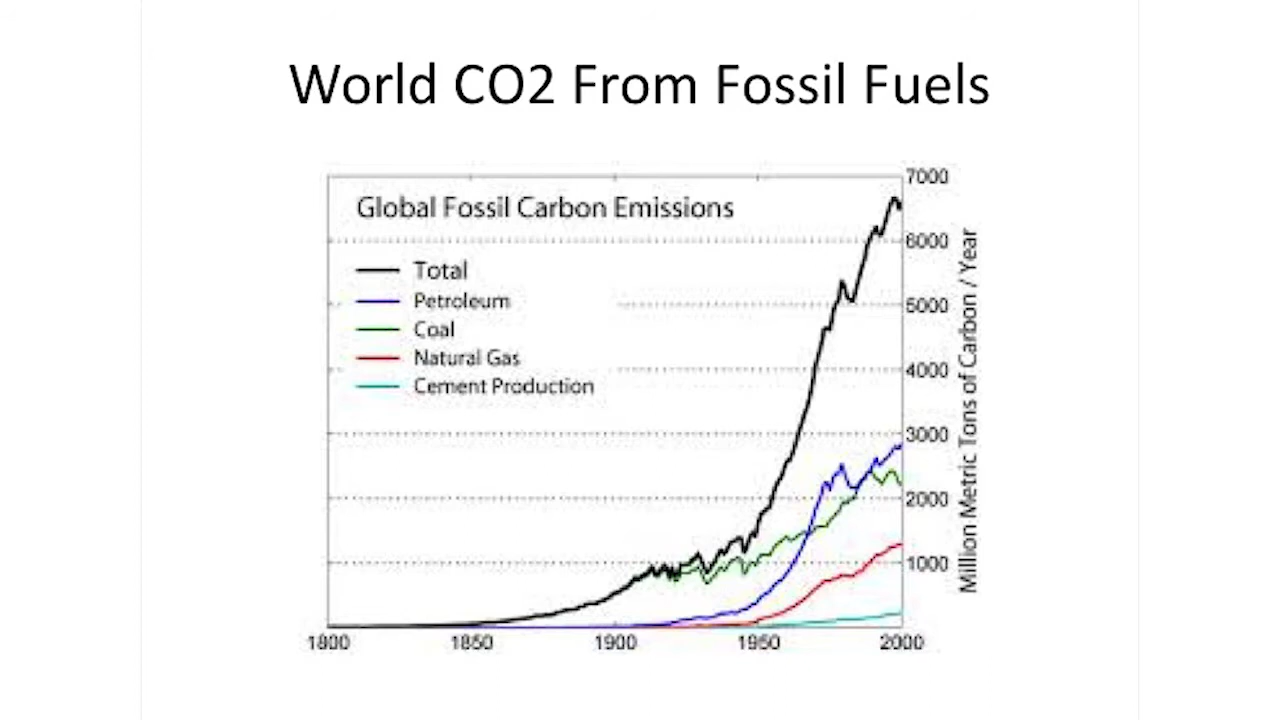 World CO2 From Fossil Fuels
Global Fossil Carbon Emissions
Total
Petroleum
Coal
Natural Gas
Cement Production
7000
6000
5000
4000
3000
2000
1000
Million Metric Tons of Carbon / Year
1800 1850 1900 1950 2000